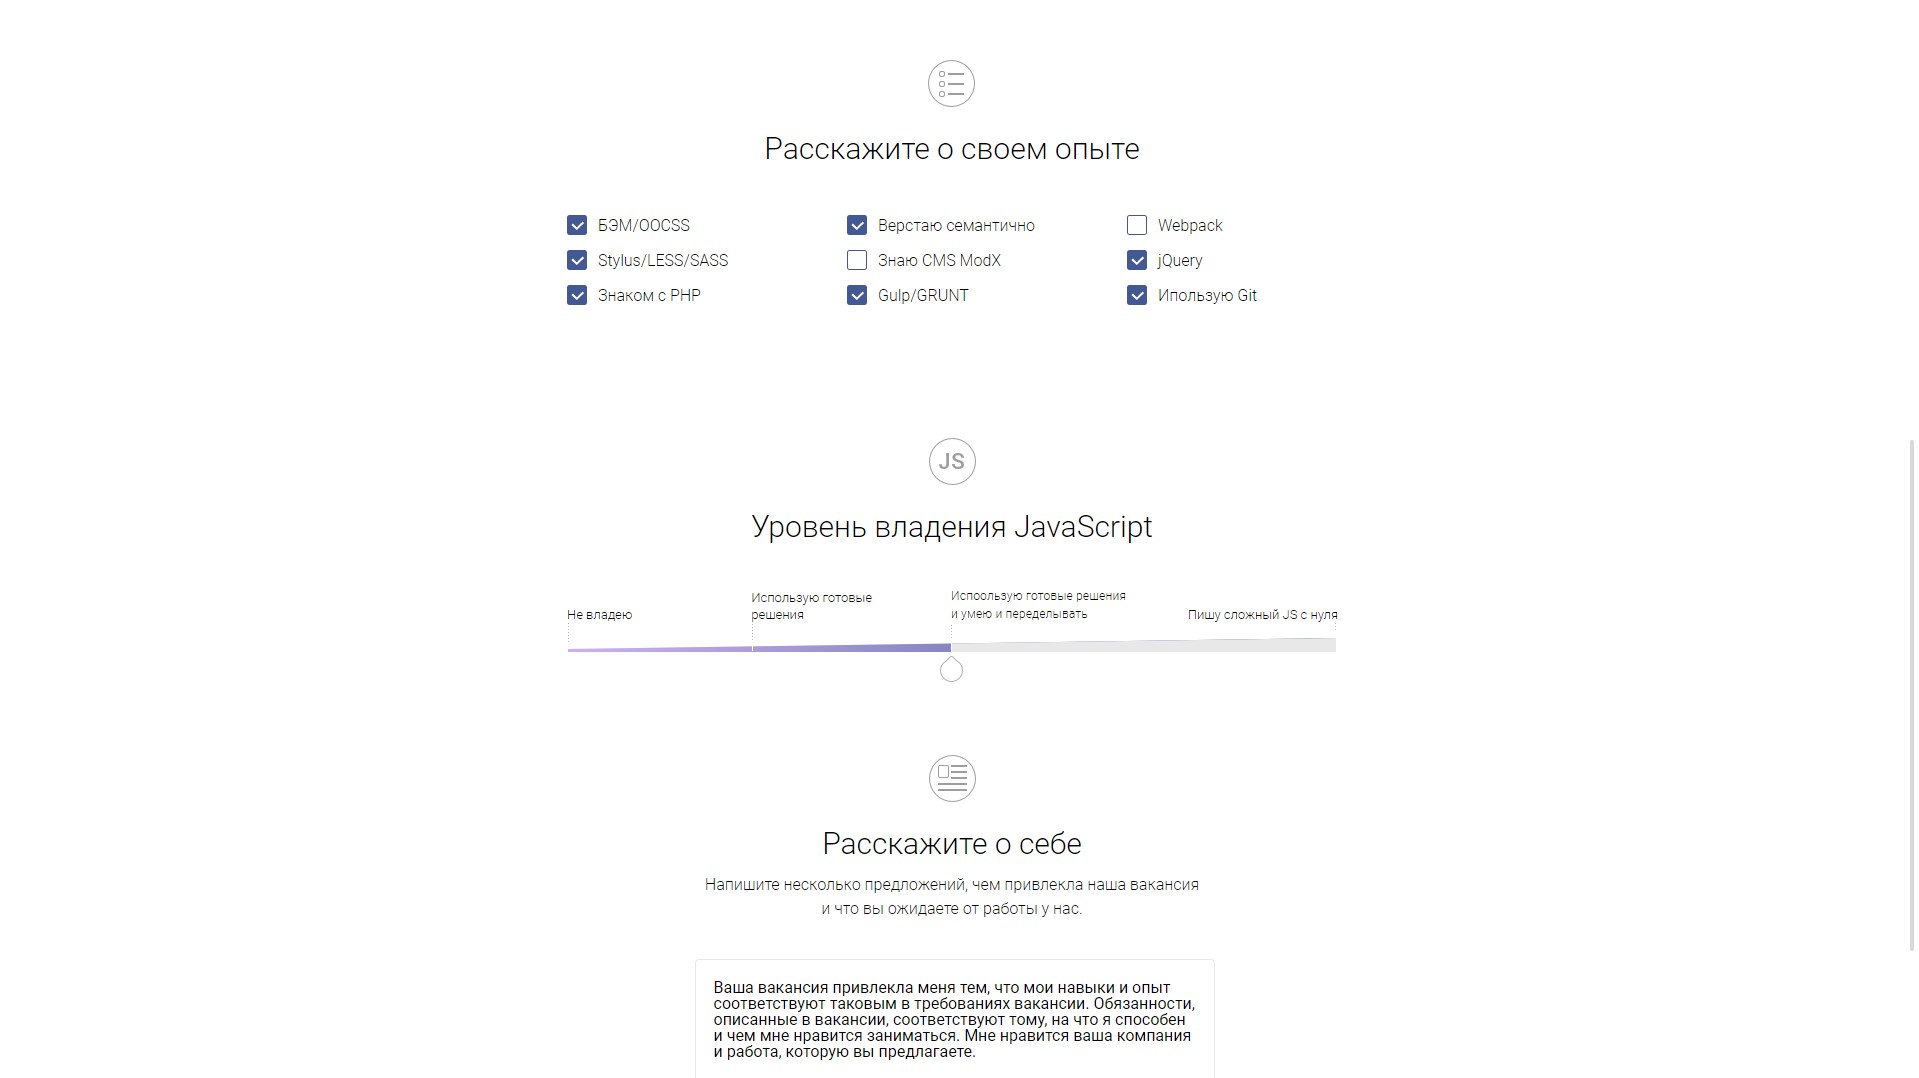 Расскажите о своем опыте
БЭМ/OOCSS
Верстаю семантично
Webpack
Stylus/LESS/SASS
Знаю CMS ModX
jQuery
Знаком с PHP
Gulp/GRUNT
Ипользую Git
JS
Уровень владения JavaScript
Не владею
Использую готовые
решения
Испоользую готовые решения
и умею и переделывать
Пишу сложный JS с нуля
Расскажите о себе
Напишите несколько предложений, чем привлекла наша вакансия
и что вы ожидаете от работы у нас.
Ваша вакансия привлекла меня тем, что мои навыки и опыт
соответствуют таковым в требованиях вакансии. Обязанности,
описанные в вакансии, соответствуют тому, на что я способен
и чем мне нравится заниматься. Мне нравится ваша компания
и работа, которую вы предлагаете.